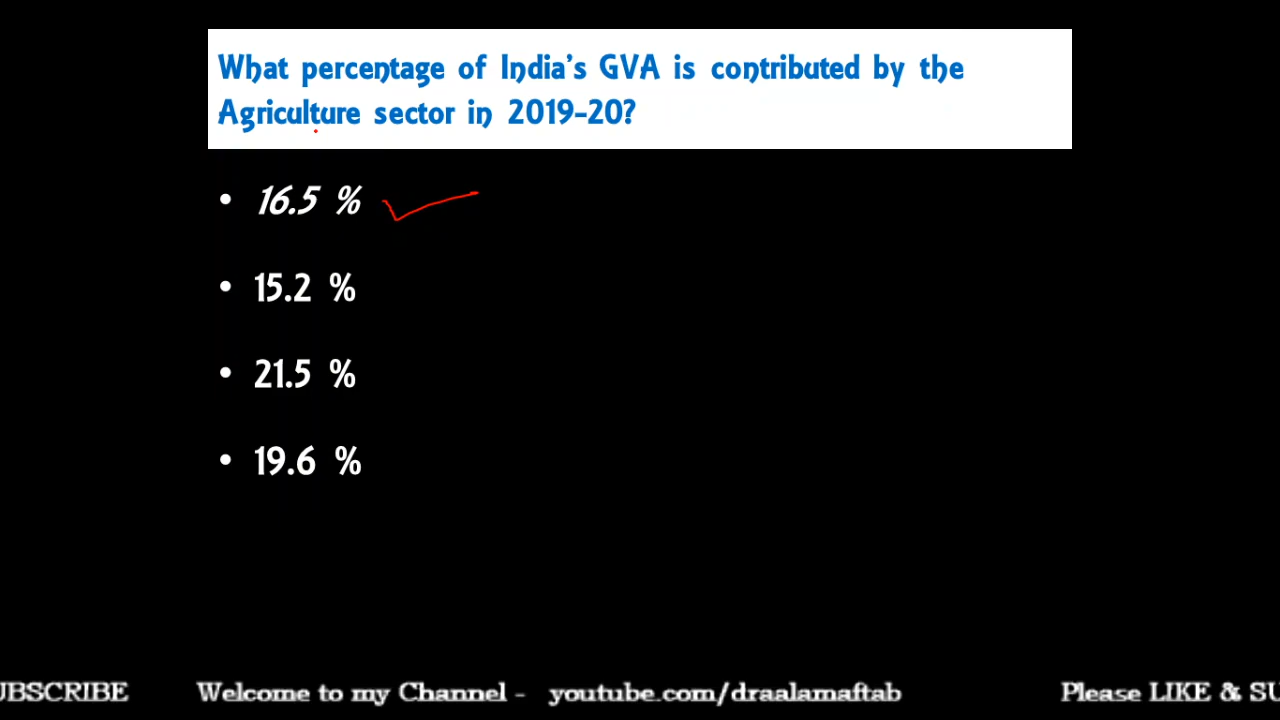 What percentage of India's GVA is contributed by the
Agriculture sector in 2019-20?
• 16.5 %
• 15.2 %
• 21.5 %
• 19.6 %
UBSCRIBE Welcome to my Channel - youtube.com/draalamaftab Please LIKE & SU